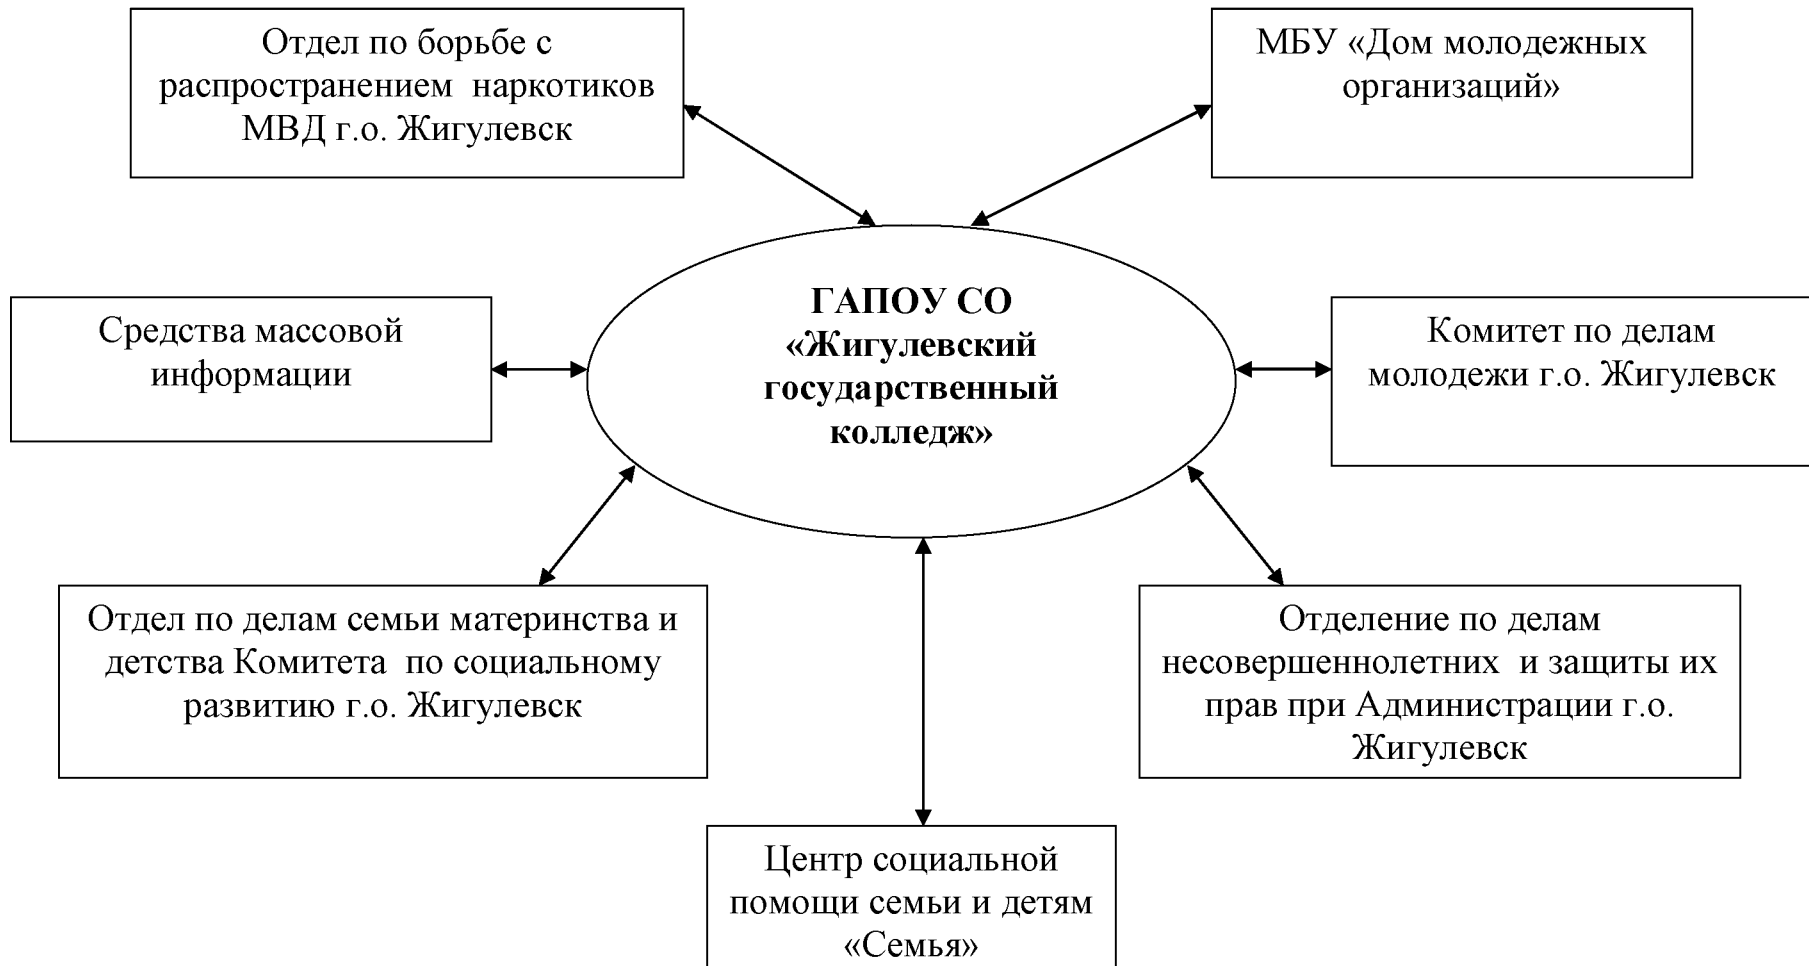 Отдел по борьбе с
распространением наркотиков
МВД г.о. Жигулевск
МБУ «Дом молодежных
организаций»
ГАПОУ СО
«Жигулевский
государственный
колледж»
Средства массовой
информации
Комитет по делам
молодежи г.о. Жигулевск
Отдел по делам семьи материнства и
детства Комитета по социальному
развитию г.о. Жигулевск
Отделение по делам
несовершеннолетних и защиты их
прав при Администрации г.о.
Жигулевск
Центр социальной
помощи семьи и детям
«Семья»